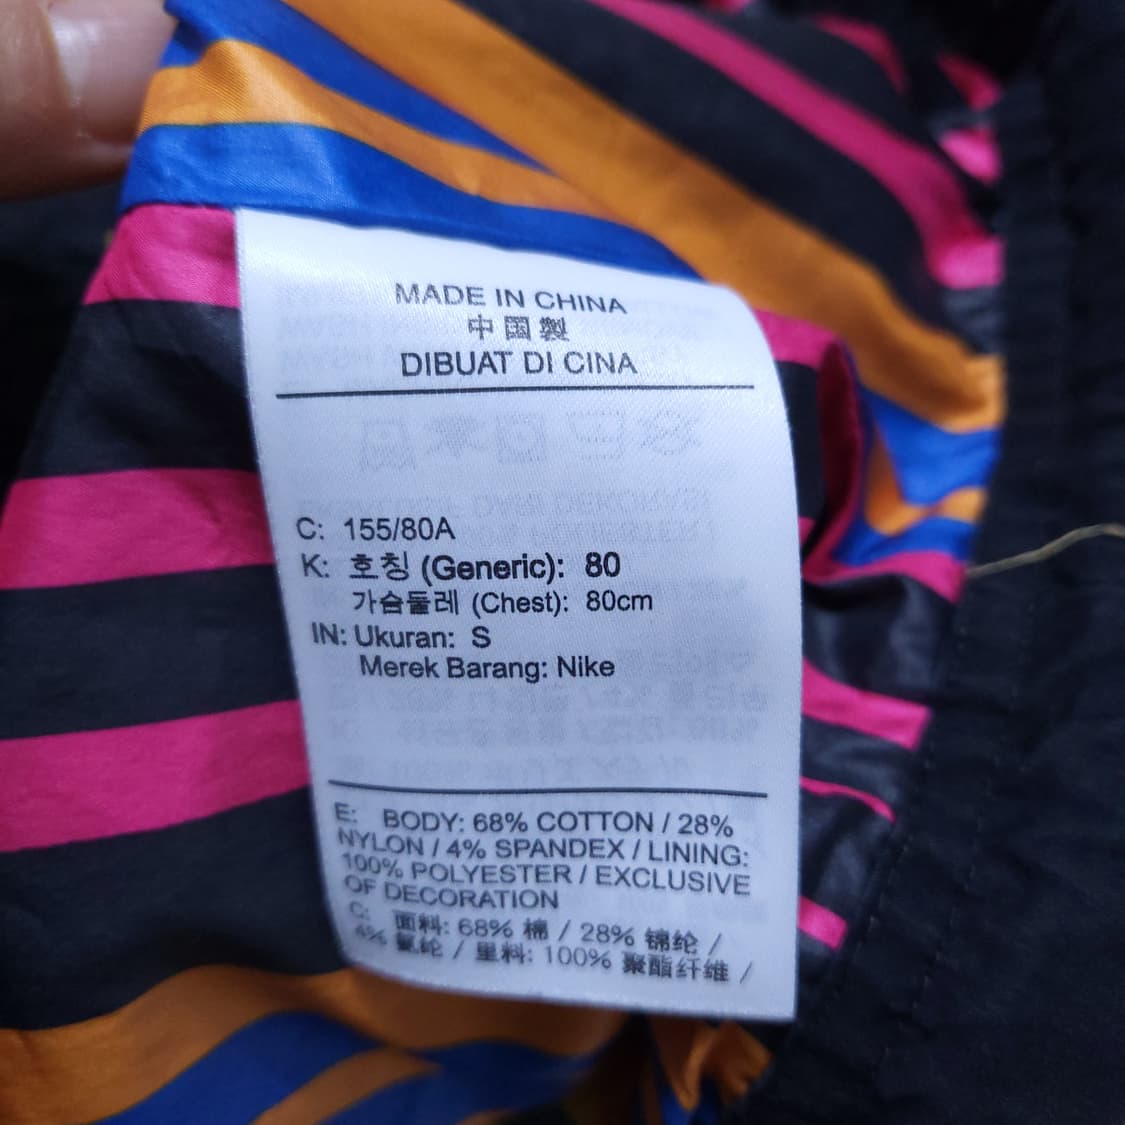 MADE IN CHINA
中国製
DIBUAT DI CINA
C: 155/80A
K: 호칭 (Generic): 80
가슴둘레 (Chest): 80cm
IN: Ukuran: S
Merek Barang: Nike
E: BODY: 68% COTTON / 28%
NYLON / 4% SPANDEX / LINING:
100% POLYESTER / EXCLUSIVE
OF DECORATION
C: 面料: 68% 棉 / 28% 锦纶 /
4% 氨纶 / 里料: 100% 聚酯纤维 /